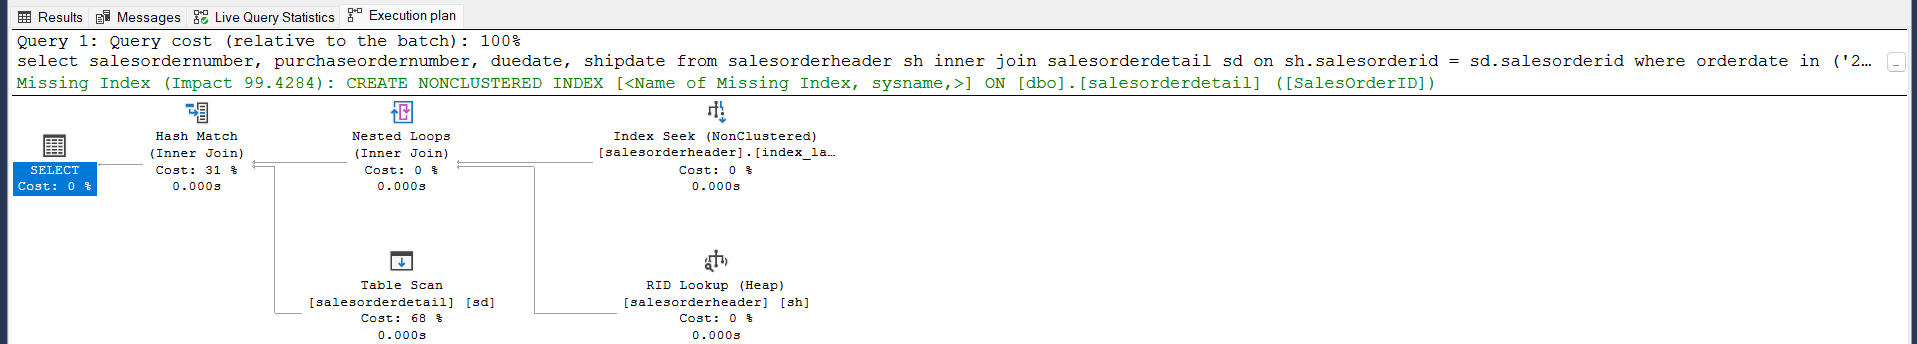 Results Messages Live Query Statistics Execution plan
Query 1: Query cost (relative to the batch): 100%
select salesordernumber, purchaseordernumber, duedate, shipdate from salesorderheader sh inner join salesorderdetail sd on sh.salesorderid = sd.salesorderid where orderdate in ('2…
Missing Index (Impact 99.4284): CREATE NONCLUSTERED INDEX [<Name of Missing Index, sysname,>] ON [dbo].[salesorderdetail] ([SalesOrderID])
SELECT
Cost: 0 %
Hash Match
(Inner Join)
Cost: 31 %
0.000s
Nested Loops
(Inner Join)
Cost: 0 %
0.000s
Index Seek (NonClustered)
[salesorderheader].[index_la…
Cost: 0 %
0.000s
Table Scan
[salesorderdetail] [sd]
Cost: 68 %
0.000s
RID Lookup (Heap)
[salesorderheader] [sh]
Cost: 0 %
0.000s